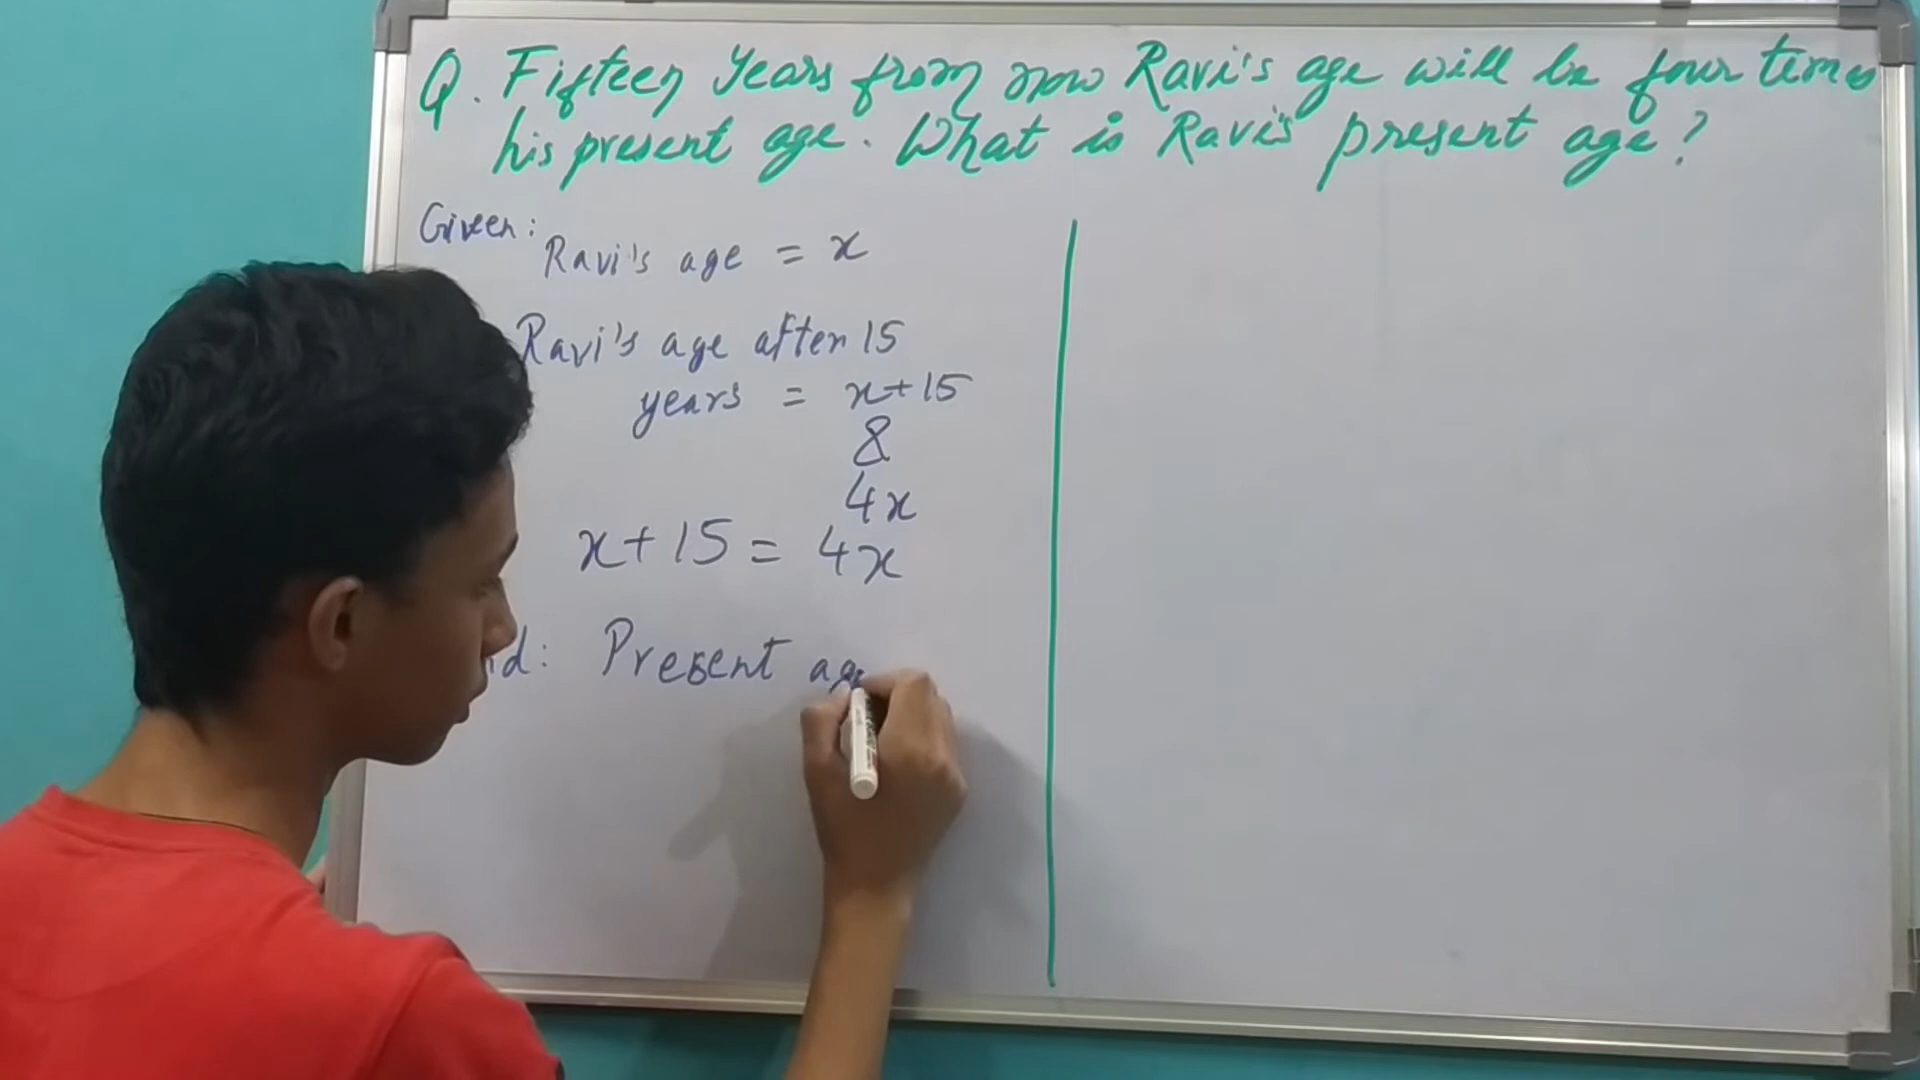 Q. Fifteen Years from now Ravi's age will be four times
his present age. What is Ravi's present age?
Given:
Ravi's age = x
Ravi's age after 15
years = x+15
&
4x
x+15 = 4x
Present